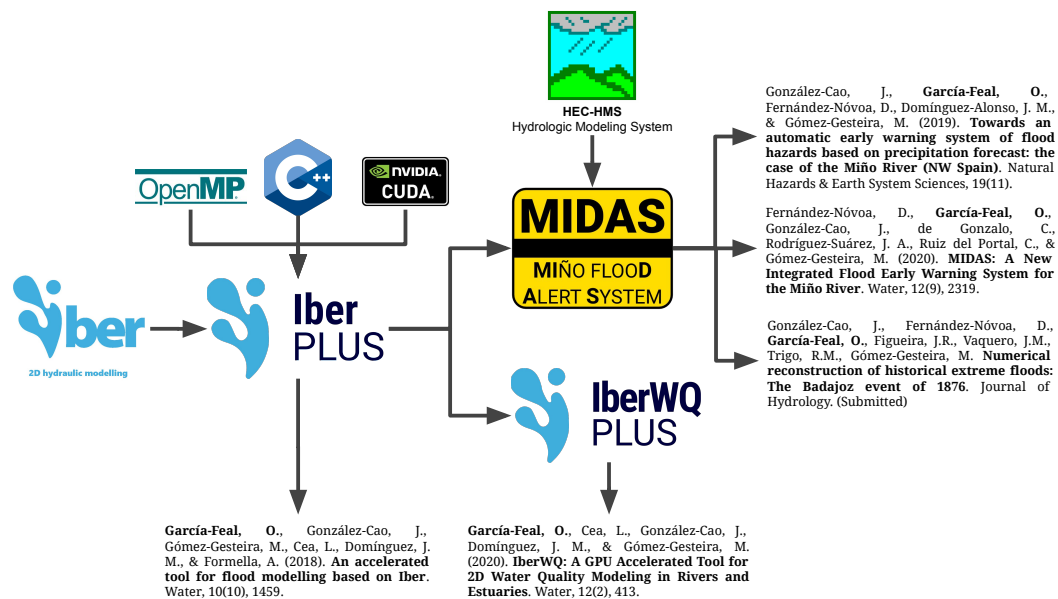 HEC-HMS
Hydrologic Modeling System
OpenMP
C++
NVIDIA.
CUDA.
MIDAS
MIÑO FLOOD
ALERT SYSTEM
González-Cao, J., García-Feal, O.,
Fernández-Nóvoa, D., Domínguez-Alonso, J. M.,
& Gómez-Gesteira, M. (2019). Towards an
automatic early warning system of flood
hazards based on precipitation forecast: the
case of the Miño River (NW Spain). Natural
Hazards & Earth System Sciences, 19(11).
Fernández-Nóvoa, D., García-Feal, O.,
González-Cao, J., de Gonzalo, C.,
Rodríguez-Suárez, J. A., Ruiz del Portal, C., &
Gómez-Gesteira, M. (2020). MIDAS: A New
Integrated Flood Early Warning System for
the Miño River. Water, 12(9), 2319.
González-Cao, J., Fernández-Nóvoa, D.,
García-Feal, O., Figueira, J.R., Vaquero, J.M.,
Trigo, R.M., Gómez-Gesteira, M. Numerical
reconstruction of historical extreme floods:
The Badajoz event of 1876. Journal of
Hydrology. (Submitted)
Iber
2D hydraulic modelling
Iber
PLUS
IberWQ
PLUS
García-Feal, O., González-Cao, J.,
Gómez-Gesteira, M., Cea, L., Domínguez, J.
M., & Formella, A. (2018). An accelerated
tool for flood modelling based on Iber.
Water, 10(10), 1459.
García-Feal, O., Cea, L., González-Cao, J.,
Domínguez, J. M., & Gómez-Gesteira, M.
(2020). IberWQ: A GPU Accelerated Tool for
2D Water Quality Modeling in Rivers and
Estuaries. Water, 12(2), 413.